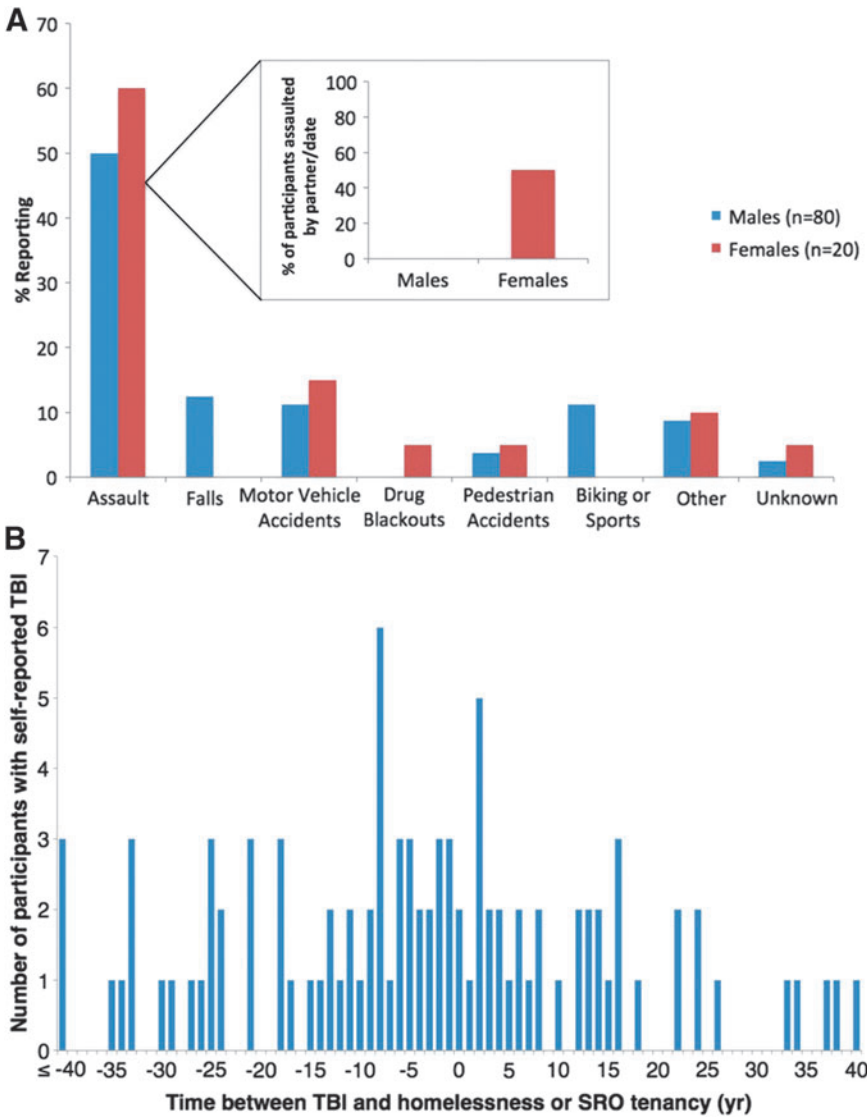 A
70
60
50
40
30
20
10
0
% Reporting
% of participants assaulted
by partner/date
100
80
60
40
20
0
Males
Females
Males (n=80)
Females (n=20)
Assault
Falls
Motor Vehicle
Accidents
Drug
Blackouts
Pedestrian
Accidents
Biking or
Sports
Other
Unknown
B
7
6
5
4
3
2
1
0
Number of participants with self-reported TBI
≤ -40 -35 -30 -25 -20 -15 -10 -5 0 5 10 15 20 25 30 35 40
Time between TBI and homelessness or SRO tenancy (yr)